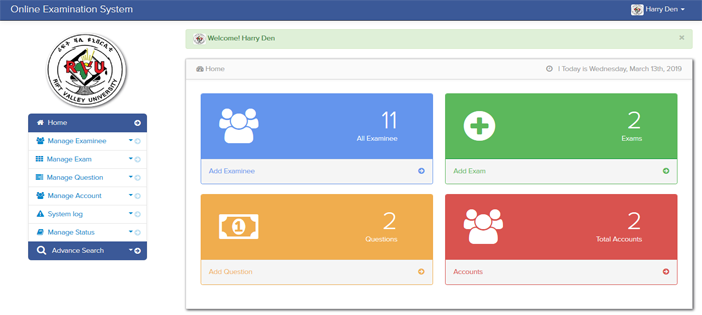 Online Examination System
Harry Den
Welcome! Harry Den
×
RVU
RIFT VALLEY UNIVERSITY
Home
Manage Examinee
Manage Exam
Manage Question
Manage Account
System log
Manage Status
Advance Search
Home
| Today is Wednesday, March 13th, 2019
11
All Examinee
Add Examinee
2
Exams
Add Exam
1
2
Questions
Add Question
2
Total Accounts
Accounts